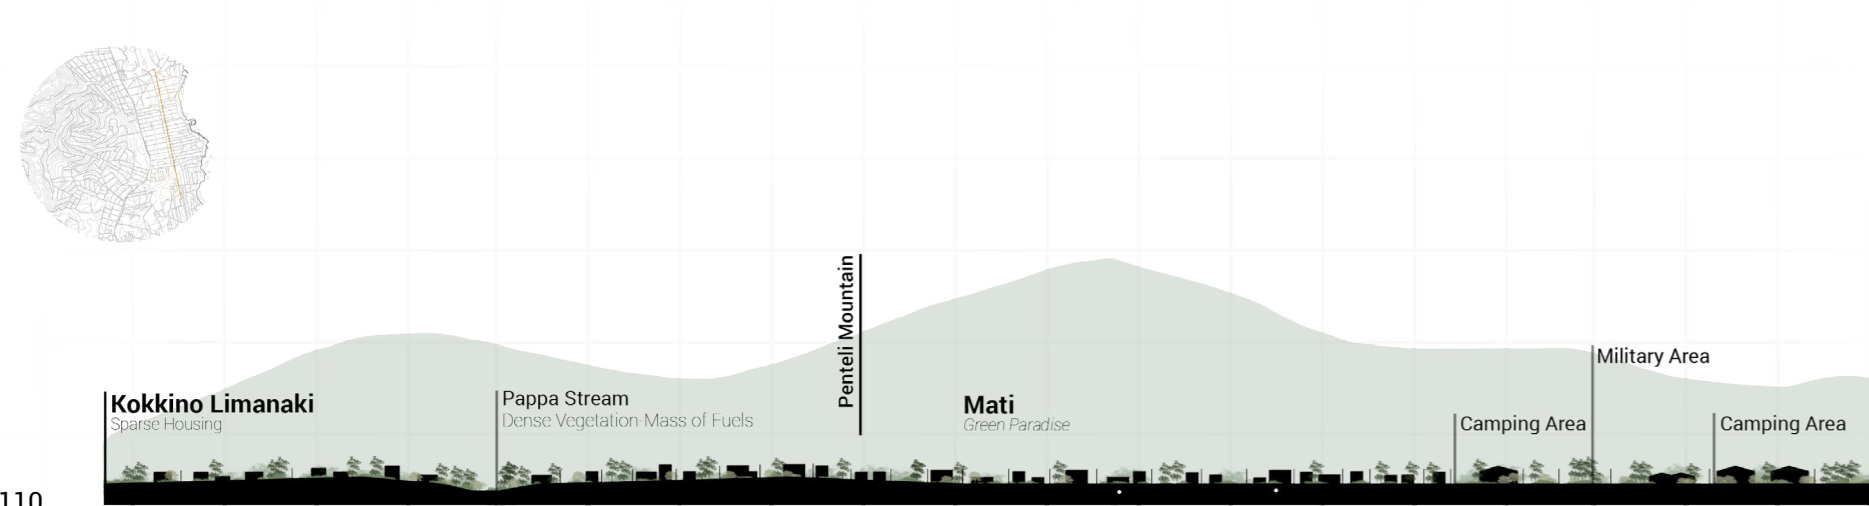 Penteli Mountain
Kokkino Limanaki
Sparse Housing
Pappa Stream
Dense Vegetation-Mass of Fuels
Mati
Green Paradise
Camping Area
Military Area
Camping Area
110